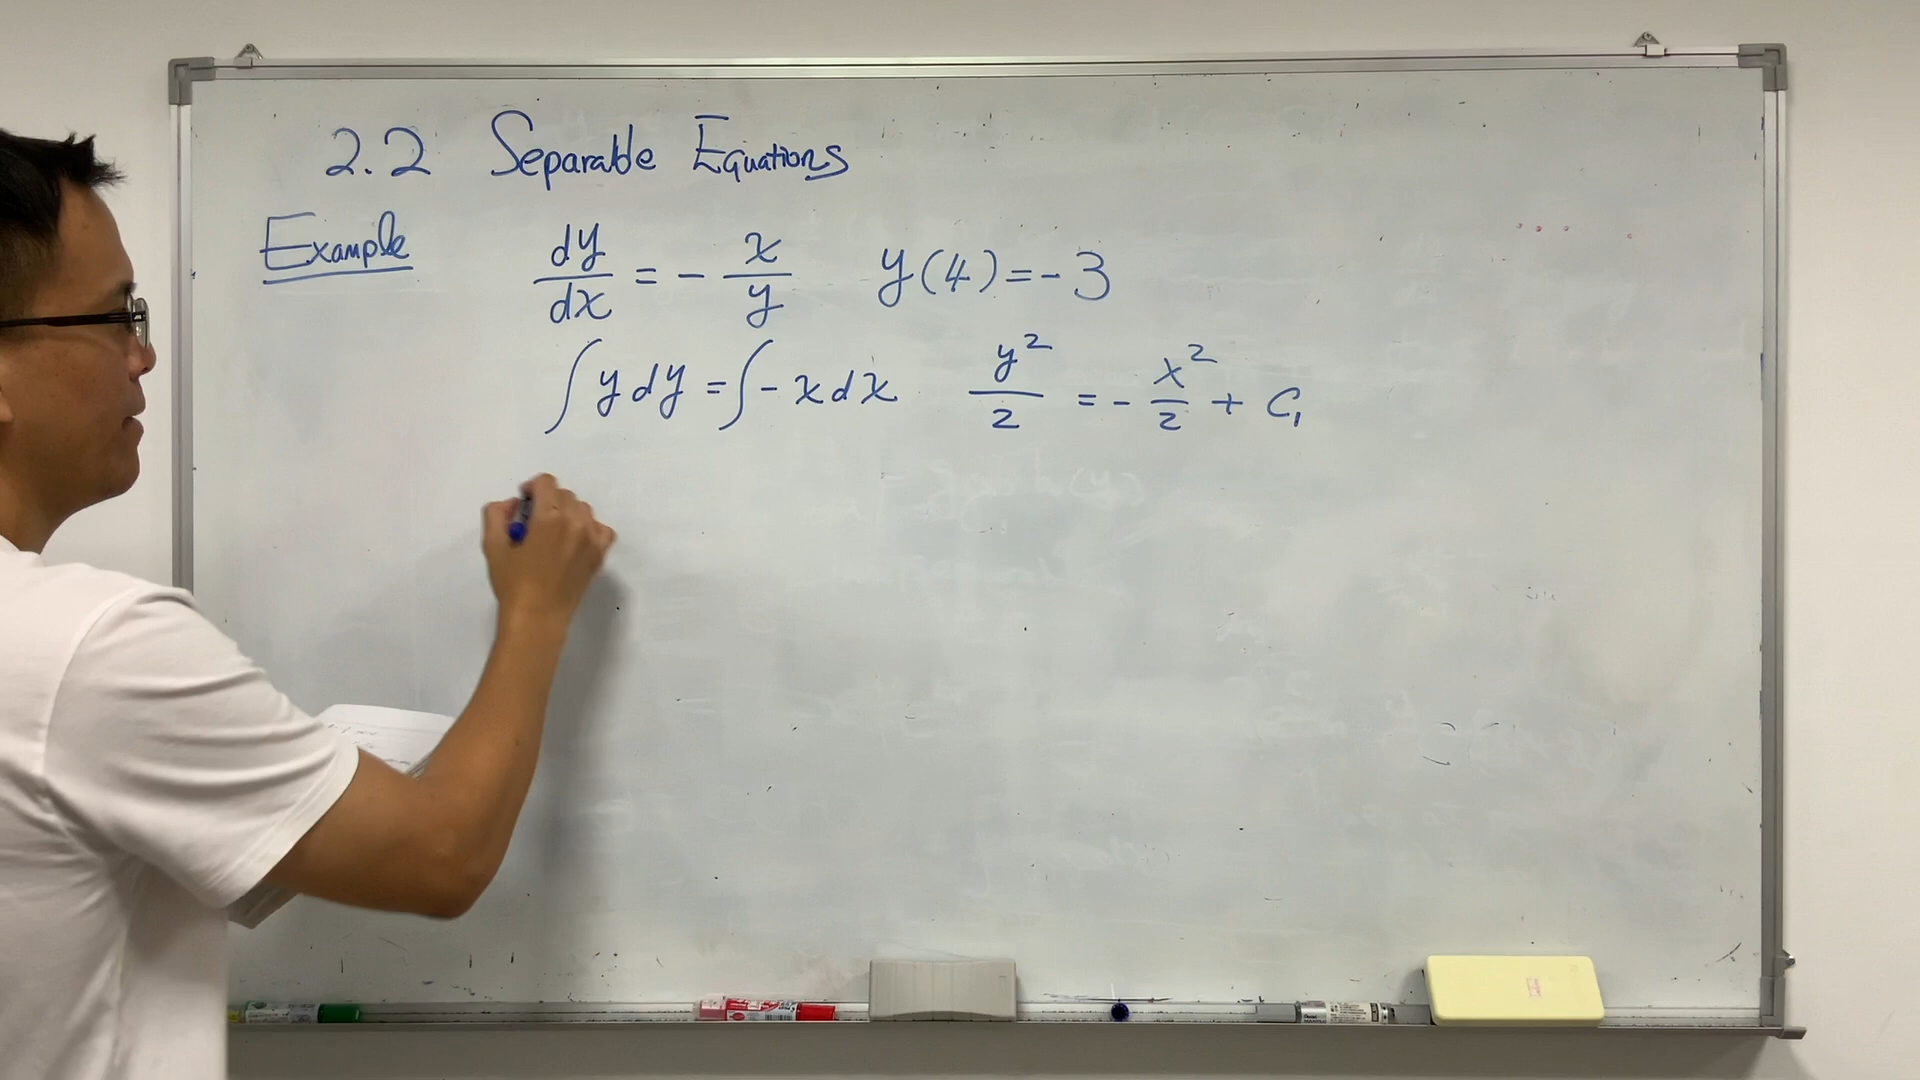 2.2 Separable Equations
Example dy/dx = - x/y y(4)=-3
∫ y dy = ∫ - x dx y²/2 = - x²/2 + C₁